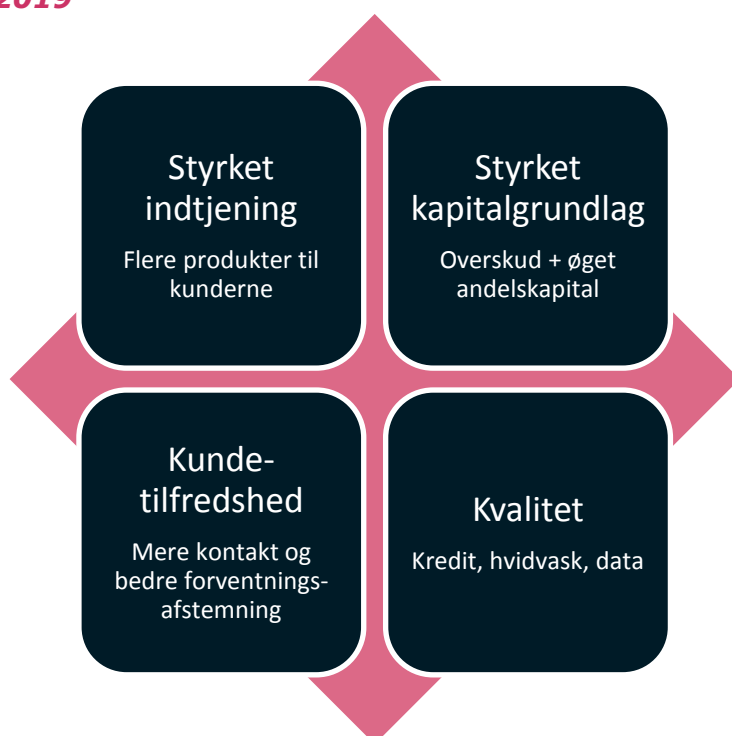 2019
Styrket
indtjening
Flere produkter til
kunderne
Styrket
kapitalgrundlag
Overskud + øget
andelskapital
Kunde-
tilfredshed
Mere kontakt og
bedre forventnings-
afstemning
Kvalitet
Kredit, hvidvask, data